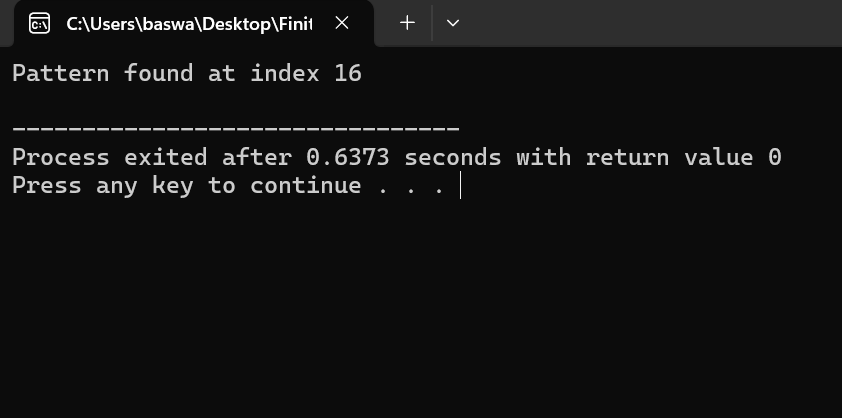 C:\Users\baswa\Desktop\Finit
Pattern found at index 16
--------------------------------
Process exited after 0.6373 seconds with return value 0
Press any key to continue . . .